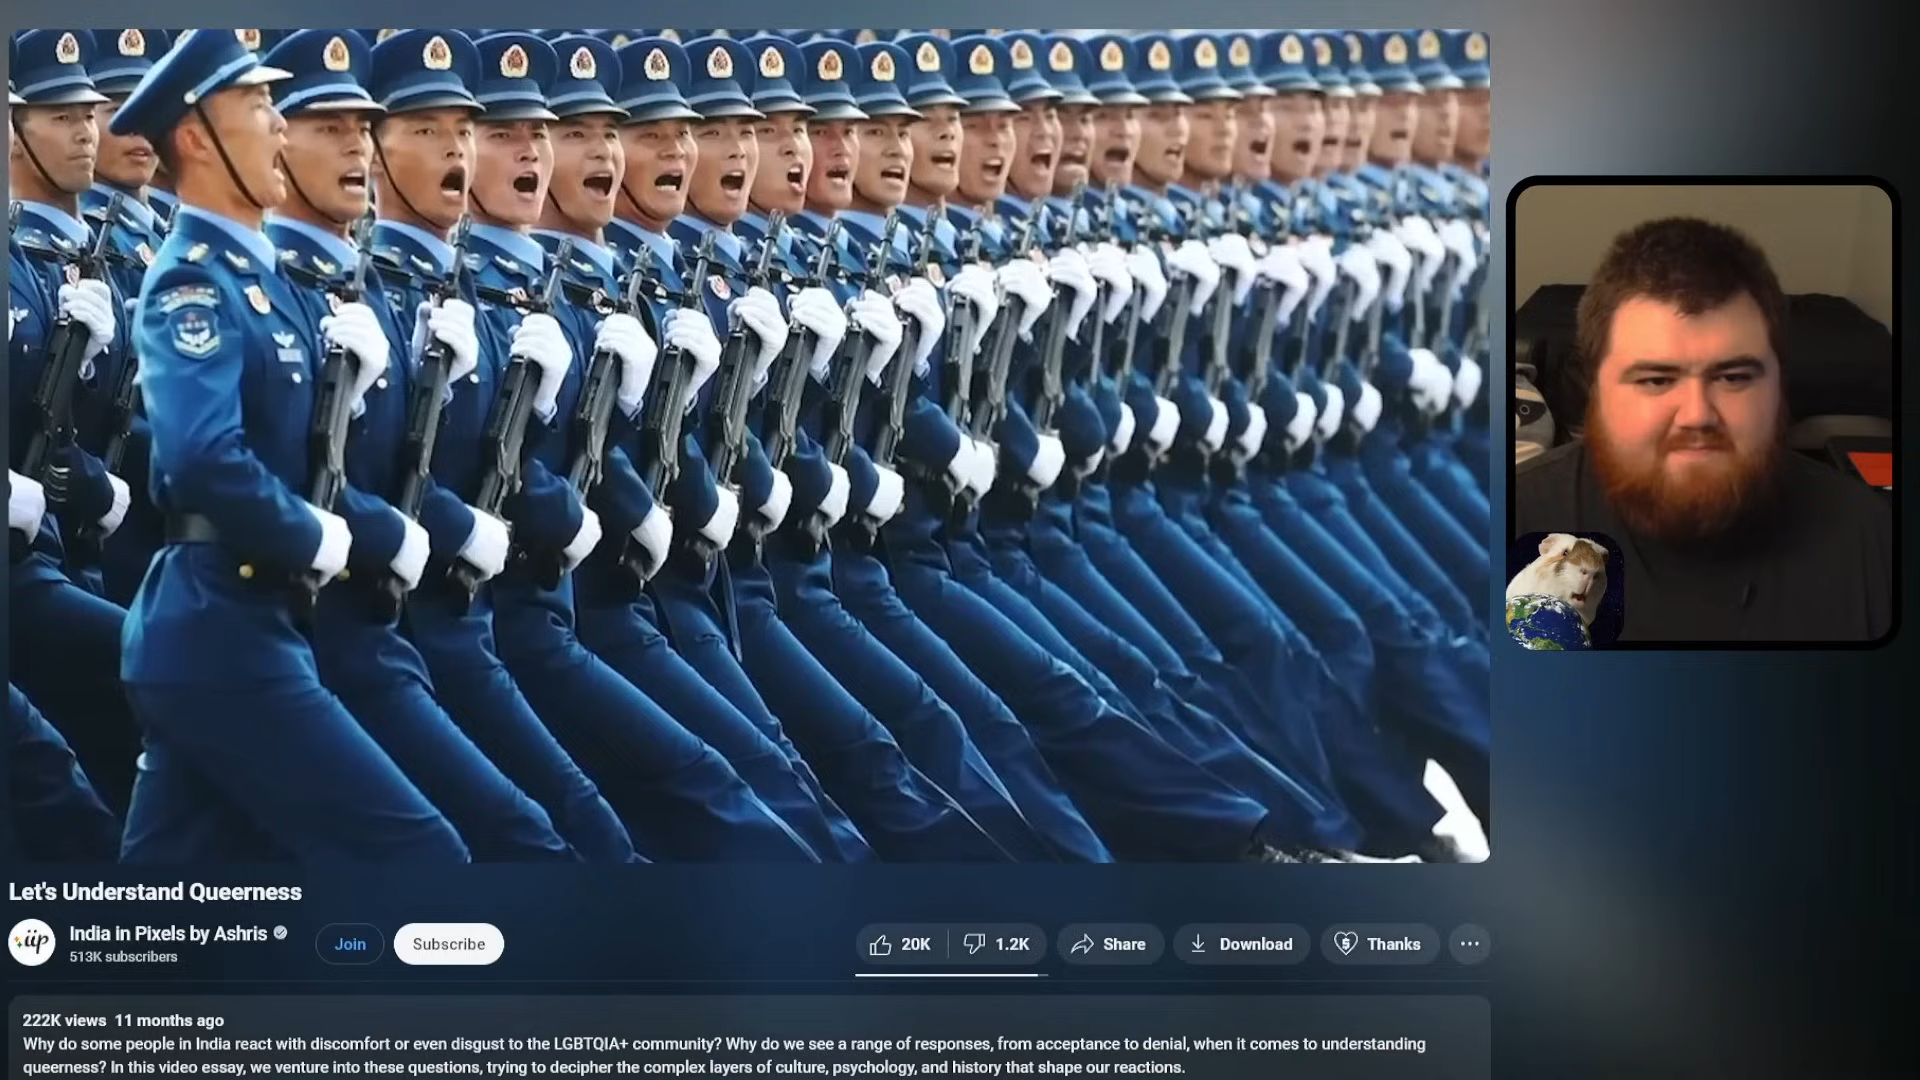 Let's Understand Queerness
iip
India in Pixels by Ashris
513K subscribers
Join
Subscribe
20K
1.2K
Share
Download
Thanks
222K views 11 months ago
Why do some people in India react with discomfort or even disgust to the LGBTQIA+ community? Why do we see a range of responses, from acceptance to denial, when it comes to understanding
queerness? In this video essay, we venture into these questions, trying to decipher the complex layers of culture, psychology, and history that shape our reactions.